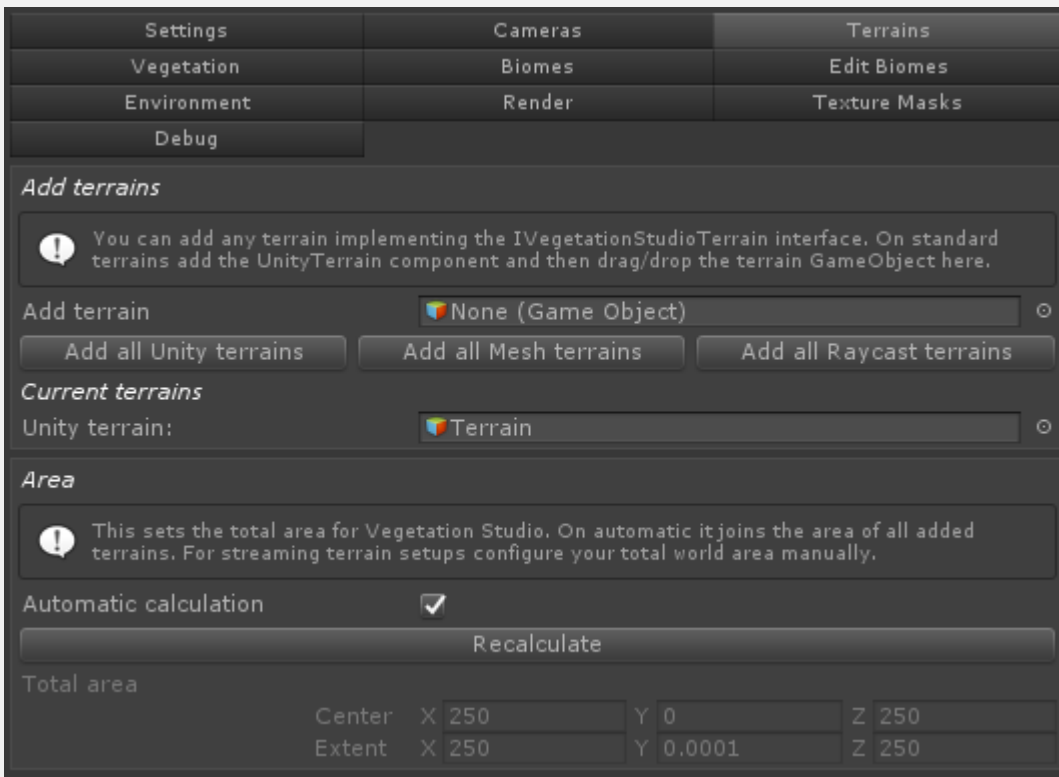 Settings Cameras Terrains
Vegetation Biomes Edit Biomes
Environment Render Texture Masks
Debug
Add terrains
You can add any terrain implementing the IVegetationStudioTerrain interface. On standard
terrains add the UnityTerrain component and then drag/drop the terrain GameObject here.
Add terrain None (Game Object)
Add all Unity terrains Add all Mesh terrains Add all Raycast terrains
Current terrains
Unity terrain: Terrain
Area
This sets the total area for Vegetation Studio. On automatic it joins the area of all added
terrains. For streaming terrain setups configure your total world area manually.
Automatic calculation
Recalculate
Total area
Center X 250 Y 0 Z 250
Extent X 250 Y 0.0001 Z 250